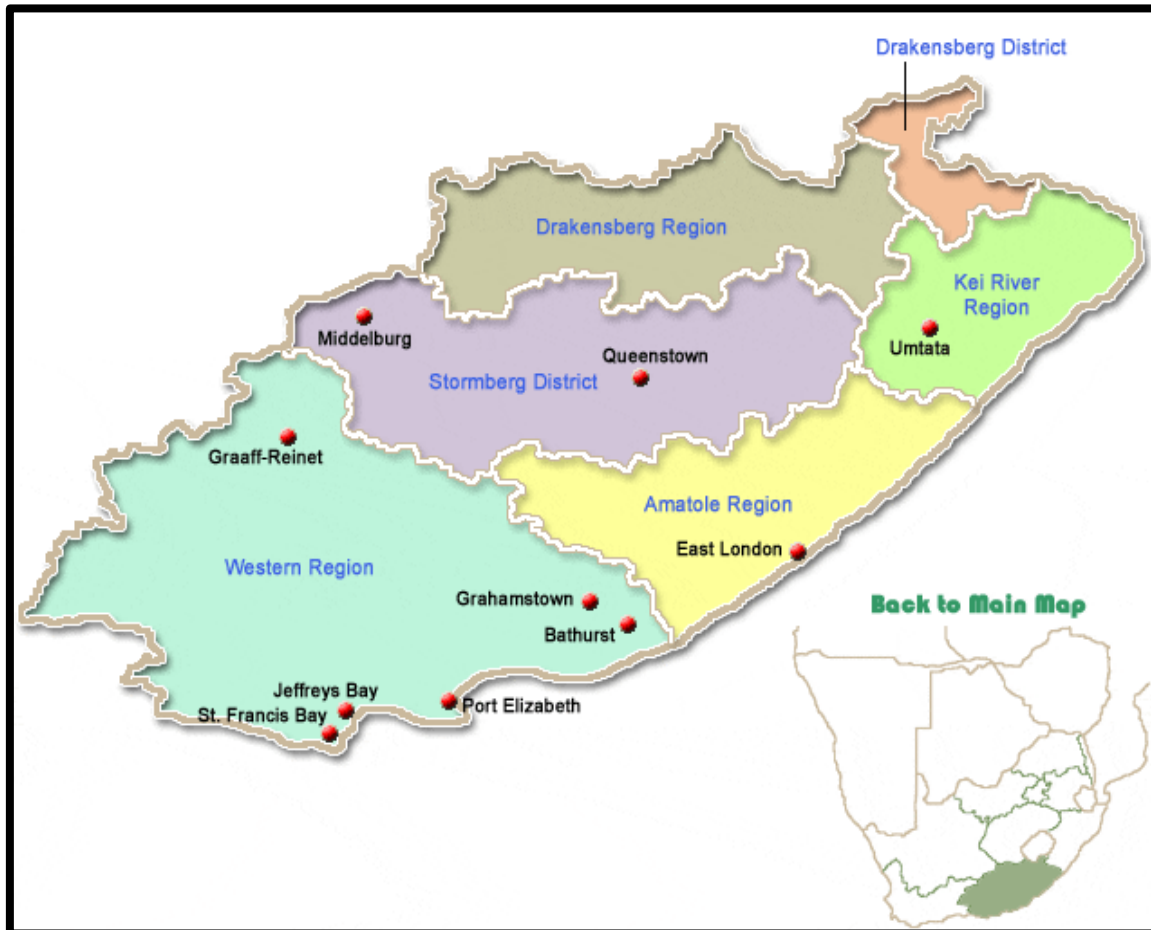 Drakensberg District
Drakensberg Region
Kei River
Region
Middelburg
Umtata
Queenstown
Stormberg District
Graaff-Reinet
Amatole Region
East London
Western Region
Grahamstown
Back to Main Map
Bathurst
Jeffreys Bay
Port Elizabeth
St. Francis Bay